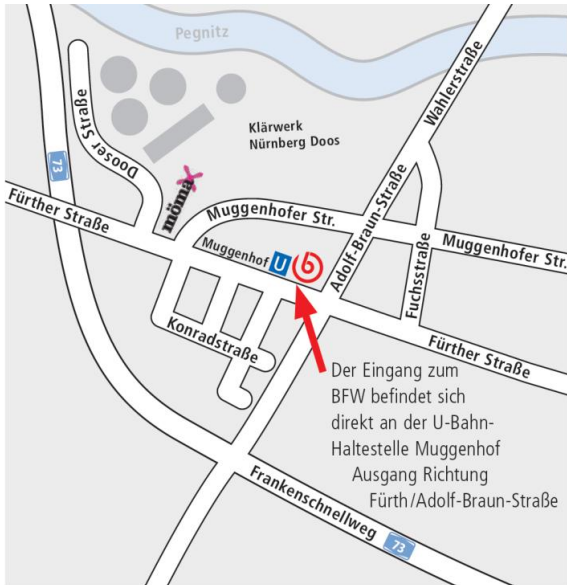 Pegnitz
Wahlerstraße
Klärwerk
Nürnberg Doos
Dooser Straße
73
mömax
Fürther Straße
Muggenhofer Str.
Adolf-Braun-Straße
Muggenhofer Str.
Muggenhof
U
b
Fuchsstraße
Konradstraße
Fürther Straße
Der Eingang zum
BFW befindet sich
direkt an der U-Bahn-
Haltestelle Muggenhof
Ausgang Richtung
Fürth/Adolf-Braun-Straße
Frankenschnellweg
73